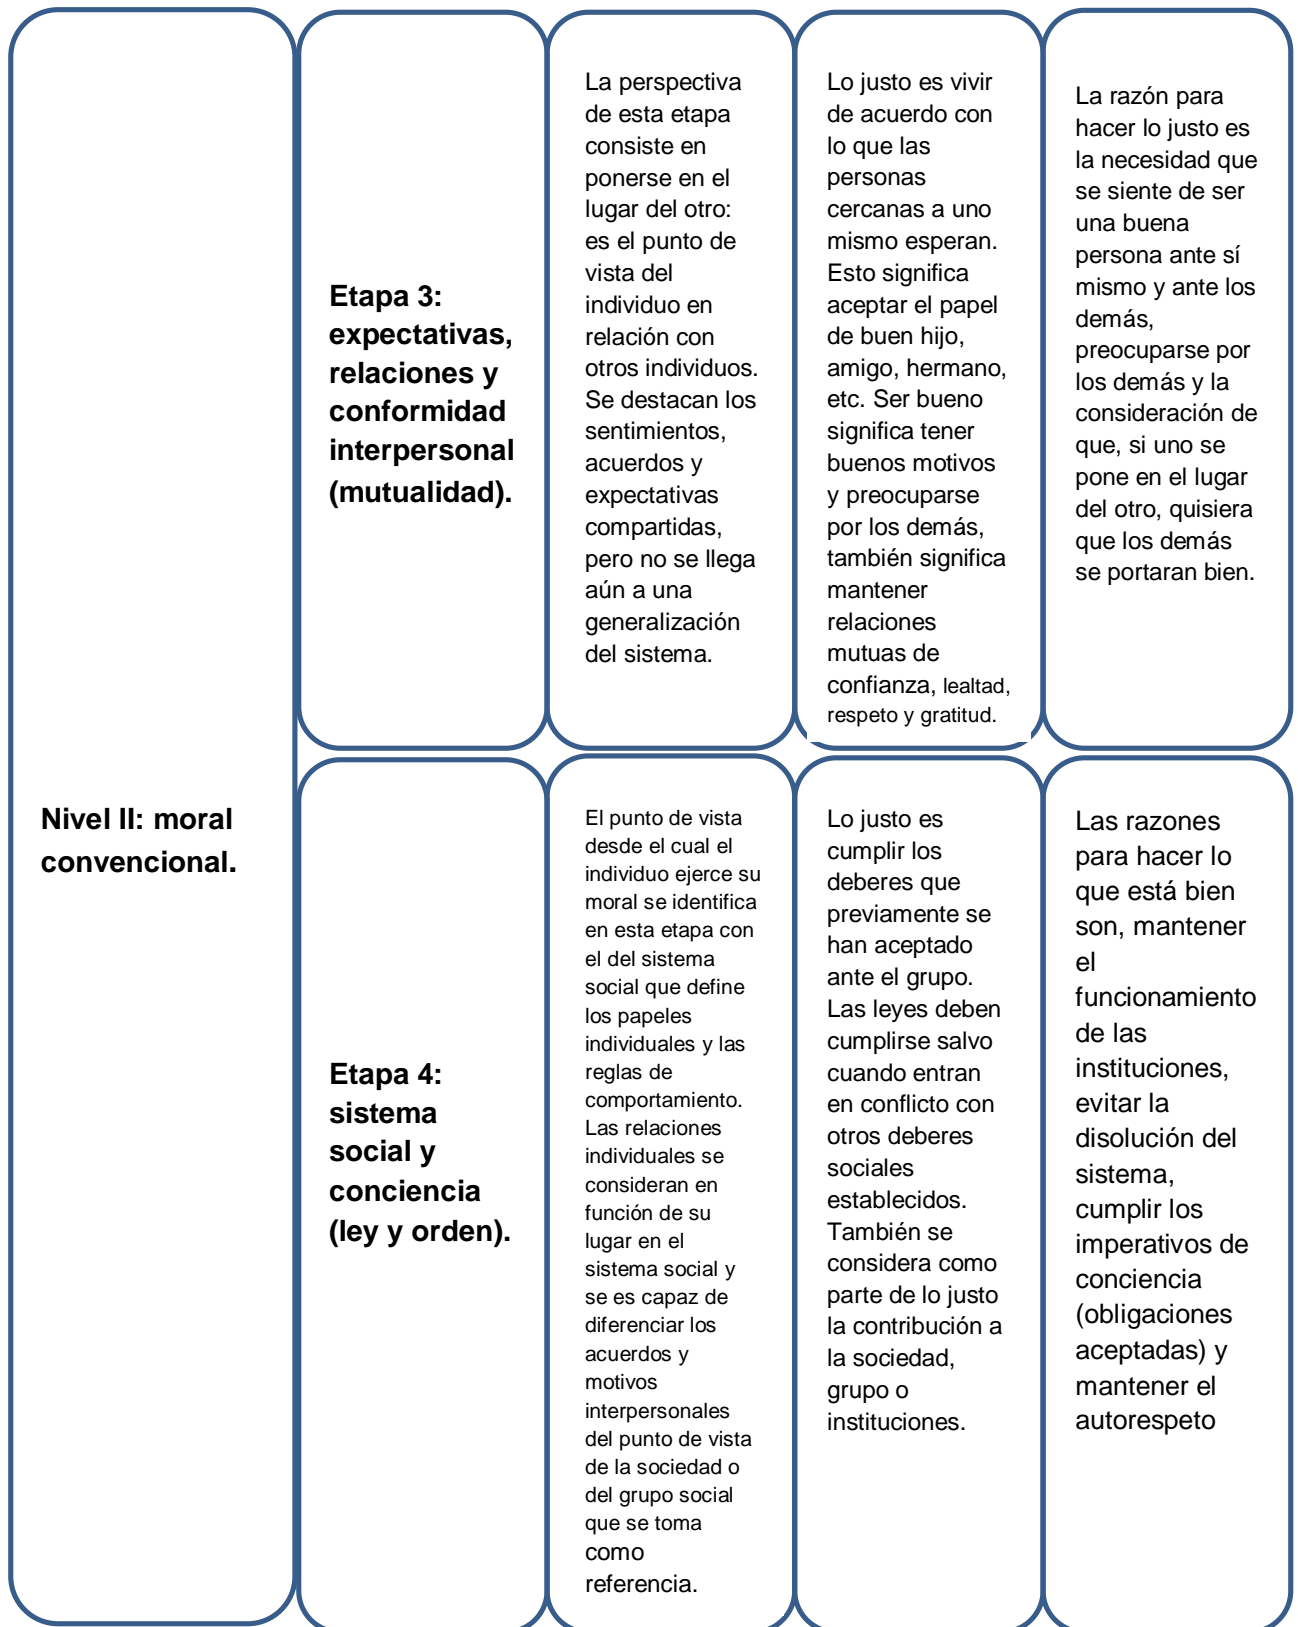 Nivel II: moral
convencional.
Etapa 3:
expectativas,
relaciones y
conformidad
interpersonal
(mutualidad).
La perspectiva
de esta etapa
consiste en
ponerse en el
lugar del otro:
es el punto de
vista del
individuo en
relación con
otros individuos.
Se destacan los
sentimientos,
acuerdos y
expectativas
compartidas,
pero no se llega
aún a una
generalización
del sistema.
Lo justo es vivir
de acuerdo con
lo que las
personas
cercanas a uno
mismo esperan.
Esto significa
aceptar el papel
de buen hijo,
amigo, hermano,
etc. Ser bueno
significa tener
buenos motivos
y preocuparse
por los demás,
también significa
mantener
relaciones
mutuas de
confianza, lealtad,
respeto y gratitud.
La razón para
hacer lo justo es
la necesidad que
se siente de ser
una buena
persona ante sí
mismo y ante los
demás,
preocuparse por
los demás y la
consideración de
que, si uno se
pone en el lugar
del otro, quisiera
que los demás
se portaran bien.
Etapa 4:
sistema
social y
conciencia
(ley y orden).
El punto de vista
desde el cual el
individuo ejerce su
moral se identifica
en esta etapa con
el del sistema
social que define
los papeles
individuales y las
reglas de
comportamiento.
Las relaciones
individuales se
consideran en
función de su
lugar en el
sistema social y
se es capaz de
diferenciar los
acuerdos y
motivos
interpersonales
del punto de vista
de la sociedad o
del grupo social
que se toma
como
referencia.
Lo justo es
cumplir los
deberes que
previamente se
han aceptado
ante el grupo.
Las leyes deben
cumplirse salvo
cuando entran
en conflicto con
otros deberes
sociales
establecidos.
También se
considera como
parte de lo justo
la contribución a
la sociedad,
grupo o
instituciones.
Las razones
para hacer lo
que está bien
son, mantener
el
funcionamiento
de las
instituciones,
evitar la
disolución del
sistema,
cumplir los
imperativos de
conciencia
(obligaciones
aceptadas) y
mantener el
autorespeto